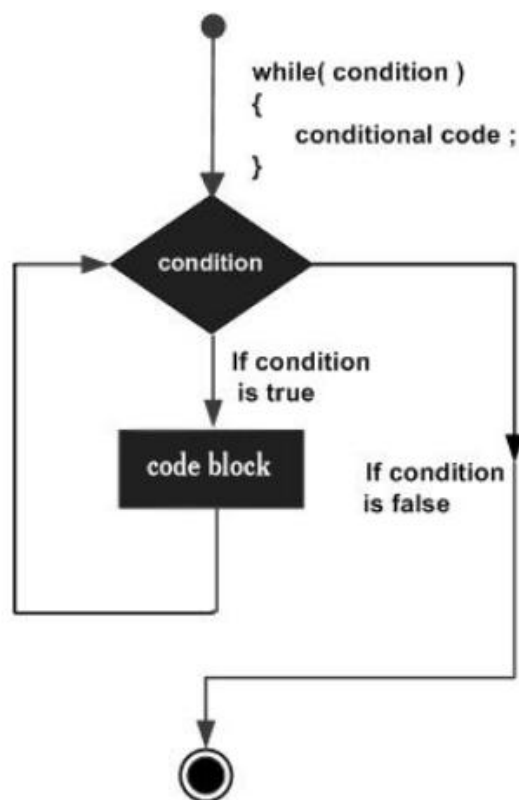 while( condition )
{
conditional code ;
}
condition
If condition
is true
code block
If condition
is false